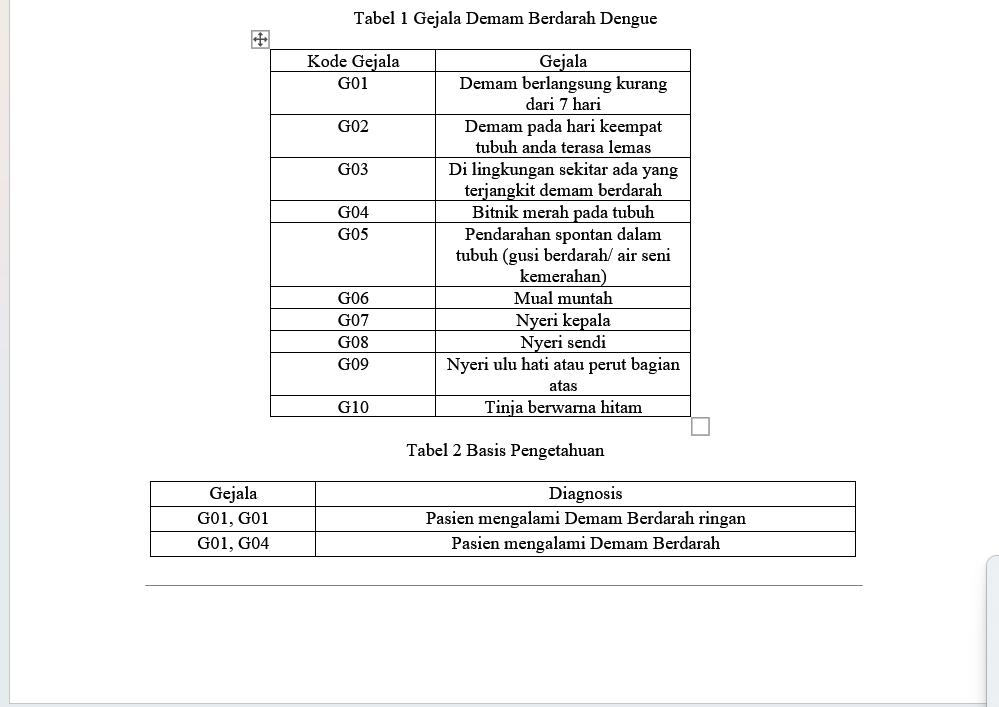 Tabel 1 Gejala Demam Berdarah Dengue
Kode Gejala Gejala
G01 Demam berlangsung kurang
dari 7 hari
G02 Demam pada hari keempat
tubuh anda terasa lemas
G03 Di lingkungan sekitar ada yang
terjangkit demam berdarah
G04 Bitnik merah pada tubuh
G05 Pendarahan spontan dalam
tubuh (gusi berdarah/ air seni
kemerahan)
G06 Mual muntah
G07 Nyeri kepala
G08 Nyeri sendi
G09 Nyeri ulu hati atau perut bagian
atas
G10 Tinja berwarna hitam
Tabel 2 Basis Pengetahuan
Gejala Diagnosis
G01, G01 Pasien mengalami Demam Berdarah ringan
G01, G04 Pasien mengalami Demam Berdarah